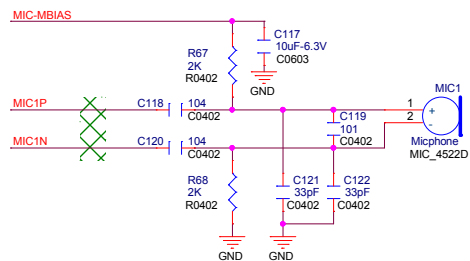 MIC-MBIAS
C117
10uF-6.3V
C0603
R67
2K
R0402
GND
MIC1P
C118
104
C0402
MIC1
1
2
+
-
C119
101
C0402
MIC1N
C120
104
C0402
Micphone
MIC_4522D
R68
2K
R0402
C121
33pF
C0402
C122
33pF
C0402
GND
GND